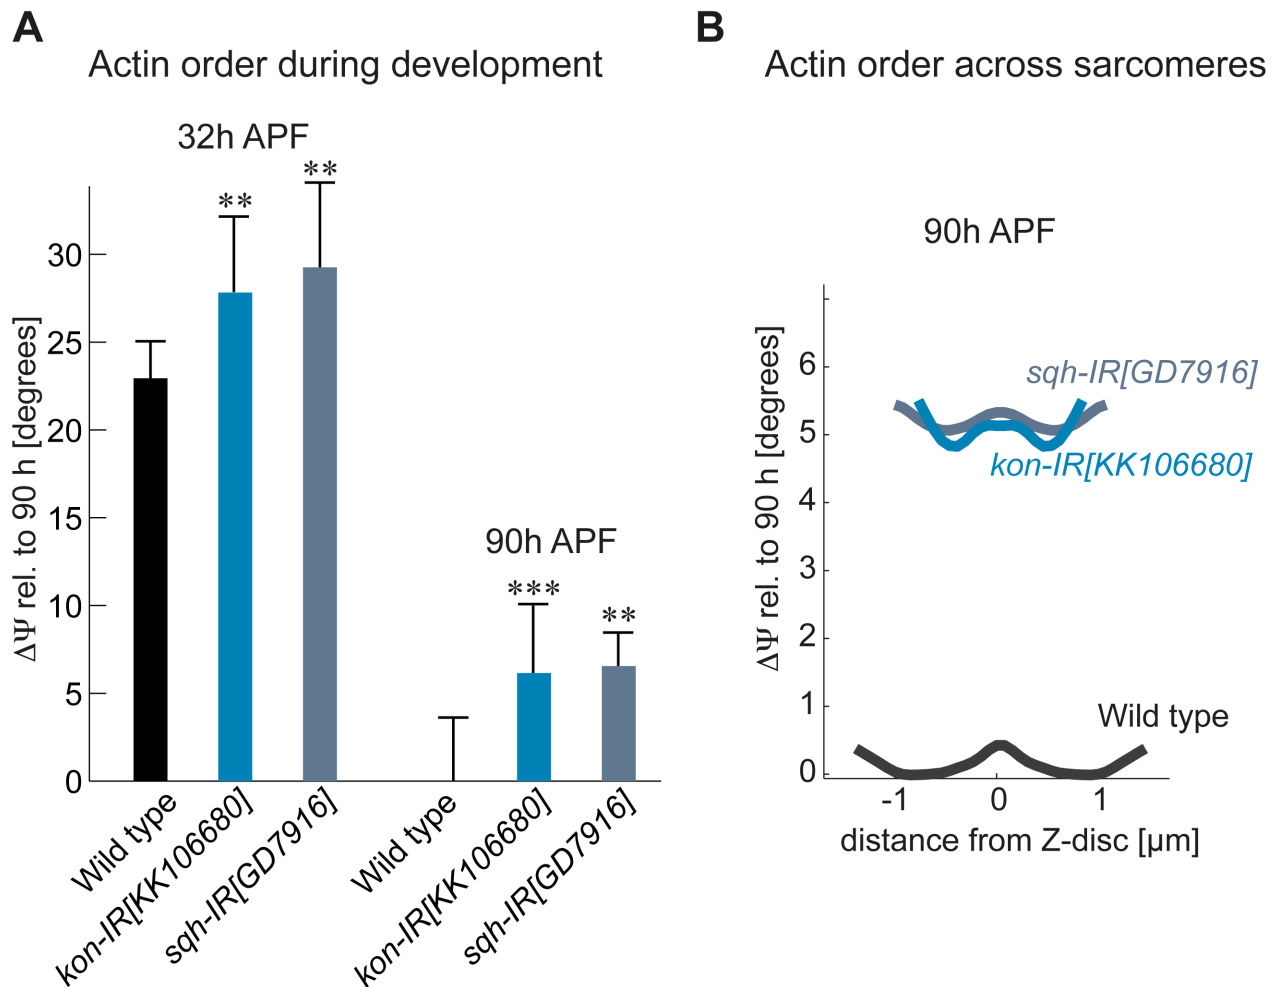 A
Actin order during development
32h APF
**
**
ΔΨ rel. to 90 h [degrees]
30
25
20
15
10
5
0
90h APF
***
**
Wild type
kon-IR[KK106680]
sqh-IR[GD7916]
Wild type
kon-IR[KK106680]
sqh-IR[GD7916]
B
Actin order across sarcomeres
90h APF
ΔΨ rel. to 90 h [degrees]
6
5
4
3
2
1
0
sqh-IR[GD7916]
kon-IR[KK106680]
Wild type
-1 0 1
distance from Z-disc [µm]